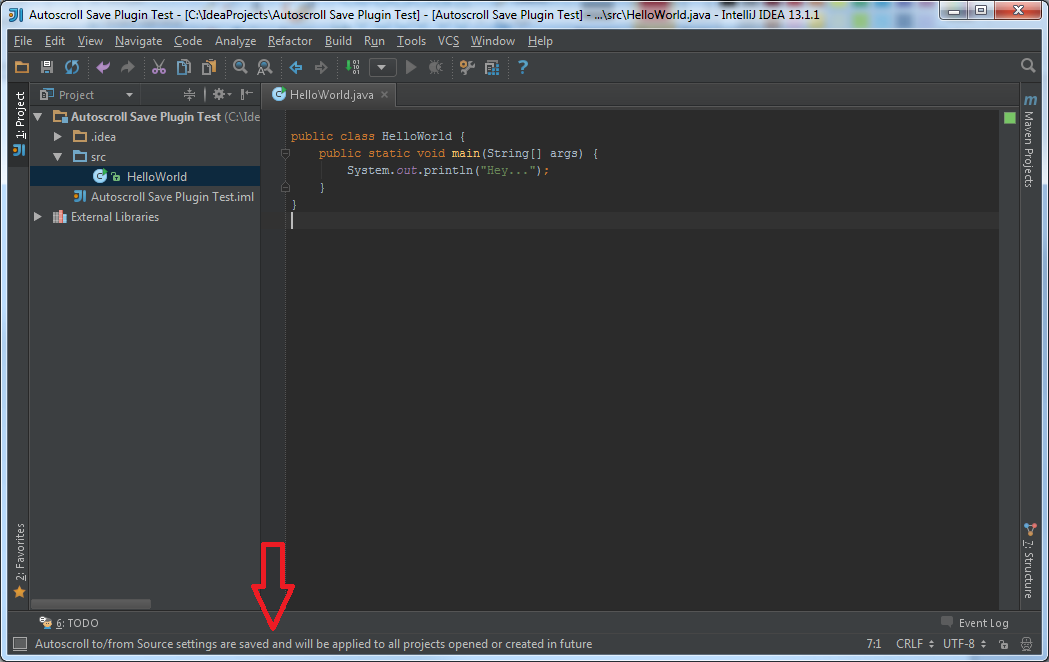 Autoscroll Save Plugin Test - [C:\IdeaProjects\Autoscroll Save Plugin Test] - [Autoscroll Save Plugin Test] - ...\src\HelloWorld.java - IntelliJ IDEA 13.1.1
File Edit View Navigate Code Analyze Refactor Build Run Tools VCS Window Help
Project
HelloWorld.java
1: Project
Autoscroll Save Plugin Test (C:\Ide
.idea
src
HelloWorld
Autoscroll Save Plugin Test.iml
External Libraries
public class HelloWorld {
public static void main(String[] args) {
System.out.println("Hey...");
}
}
Maven Projects
2: Favorites
7: Structure
6: TODO
Event Log
Autoscroll to/from Source settings are saved and will be applied to all projects opened or created in future
7:1 CRLF UTF-8